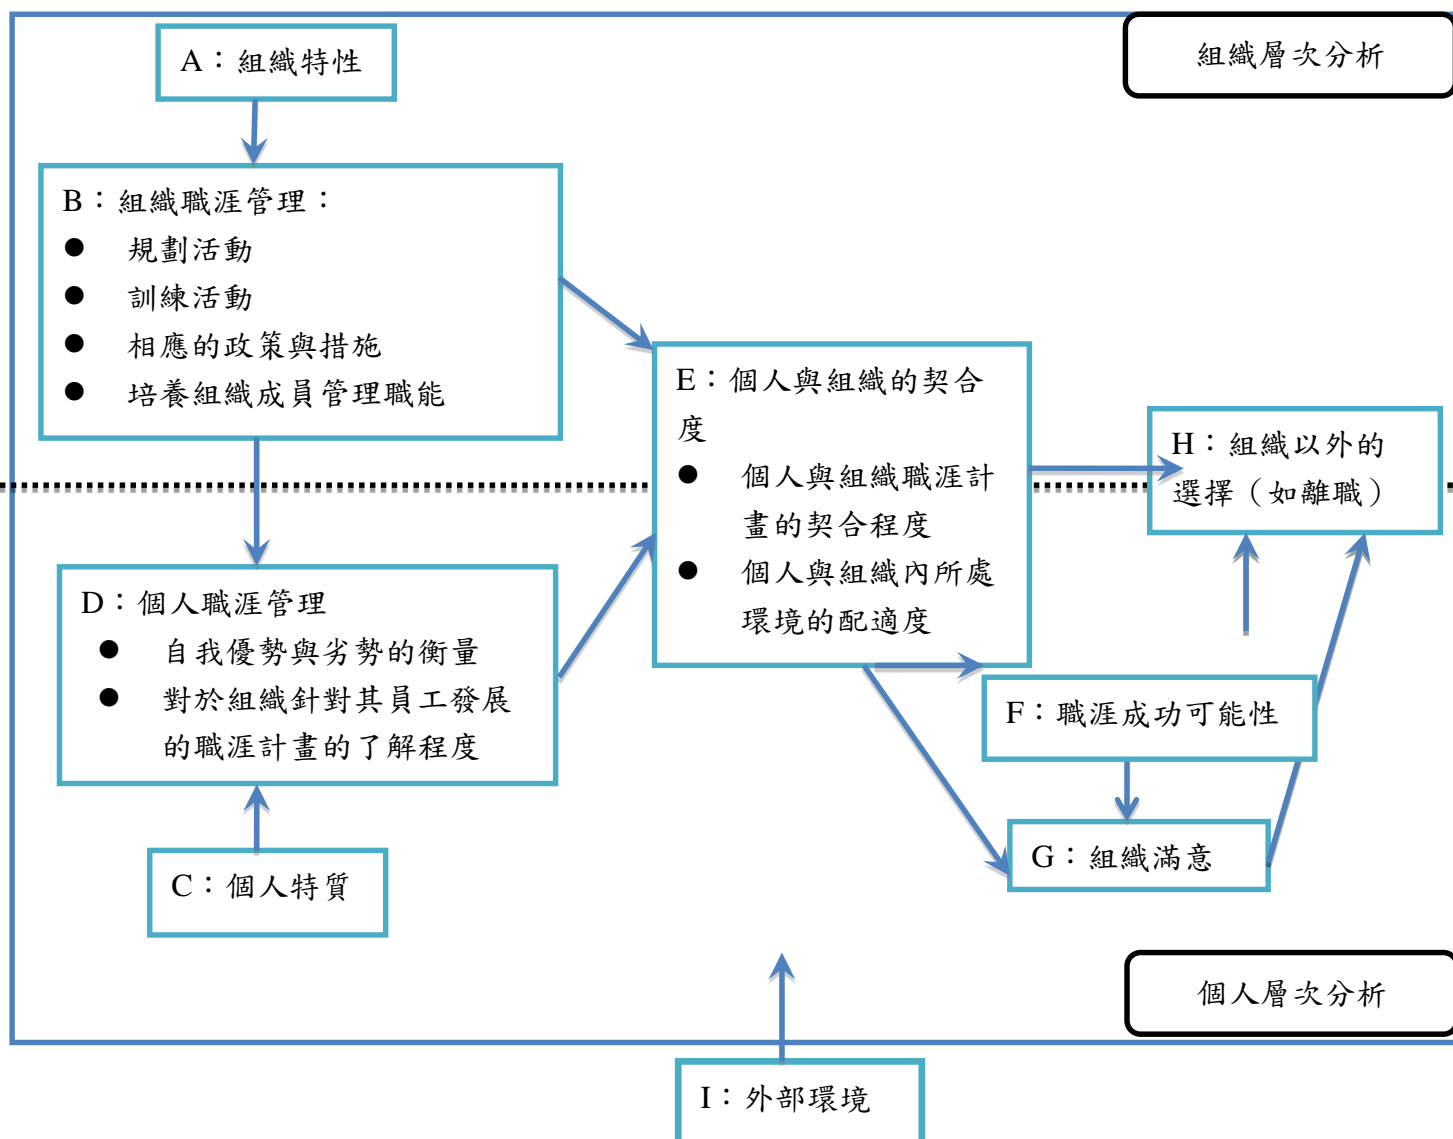 A：組織特性
組織層次分析
B：組織職涯管理：
● 規劃活動
● 訓練活動
● 相應的政策與措施
● 培養組織成員管理職能
E：個人與組織的契合
度
● 個人與組織職涯計
畫的契合程度
● 個人與組織內所處
環境的配適度
H：組織以外的
選擇（如離職）
D：個人職涯管理
● 自我優勢與劣勢的衡量
● 對於組織針對其員工發展
的職涯計畫的了解程度
F：職涯成功可能性
G：組織滿意
C：個人特質
個人層次分析
I：外部環境